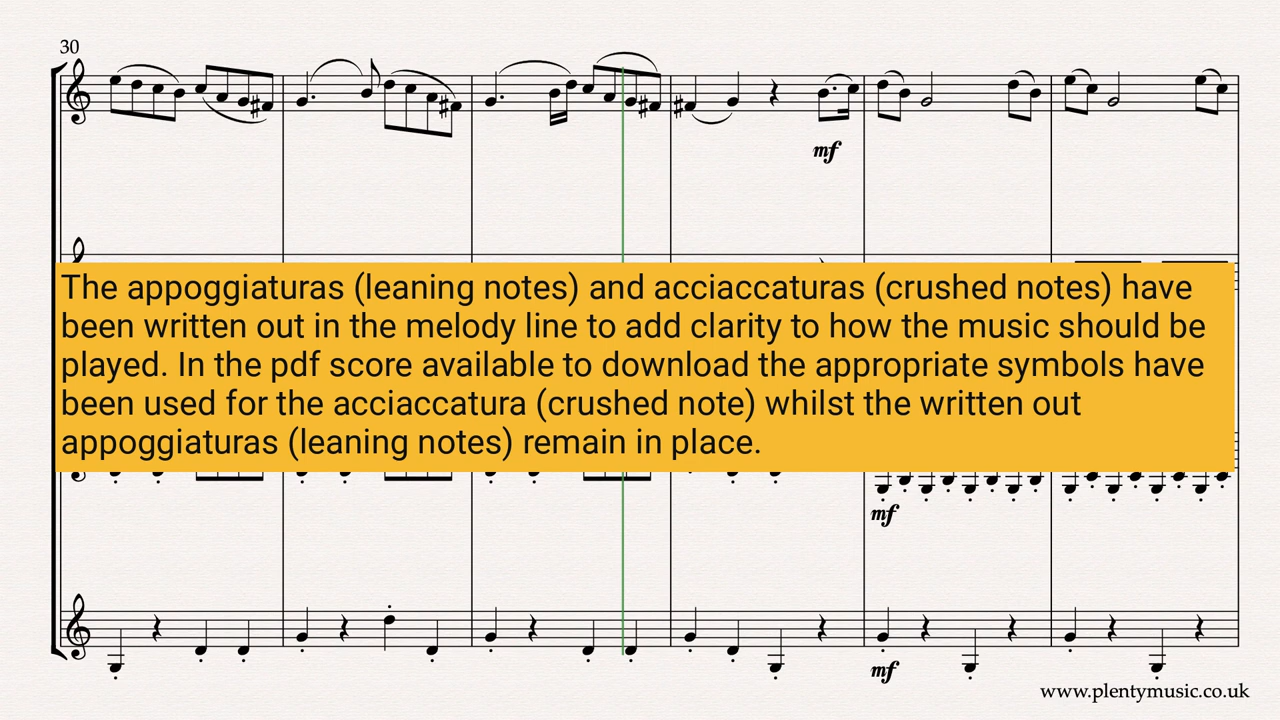 30
mf
The appoggiaturas (leaning notes) and acciaccaturas (crushed notes) have
been written out in the melody line to add clarity to how the music should be
played. In the pdf score available to download the appropriate symbols have
been used for the acciaccatura (crushed note) whilst the written out
appoggiaturas (leaning notes) remain in place.
mf
mf
www.plentymusic.co.uk